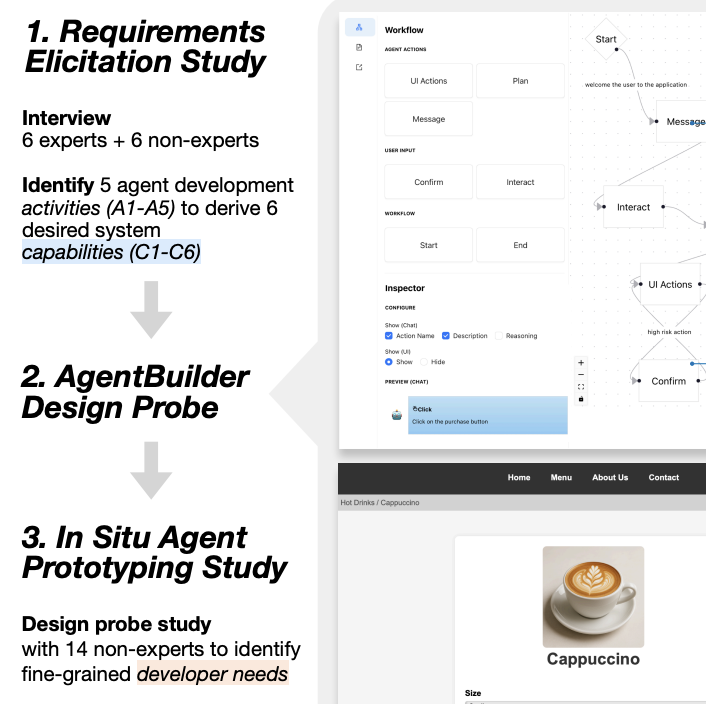 1. Requirements
Elicitation Study
Interview
6 experts + 6 non-experts
Identify 5 agent development
activities (A1-A5) to derive 6
desired system
capabilities (C1-C6)
2. AgentBuilder
Design Probe
3. In Situ Agent
Prototyping Study
Design probe study
with 14 non-experts to identify
fine-grained developer needs
Workflow
AGENT ACTIONS
UI Actions
Plan
Message
USER INPUT
Confirm
Interact
WORKFLOW
Start
End
Inspector
CONFIGURE
Show (Chat)
Action Name
Description
Reasoning
Show (UI)
Show
Hide
PREVIEW (CHAT)
Click
Click on the purchase button
Start
welcome the user to the application
Message
Interact
UI Actions
high risk action
Confirm
Home
Menu
About Us
Contact
Hot Drinks / Cappuccino
Cappuccino
Size